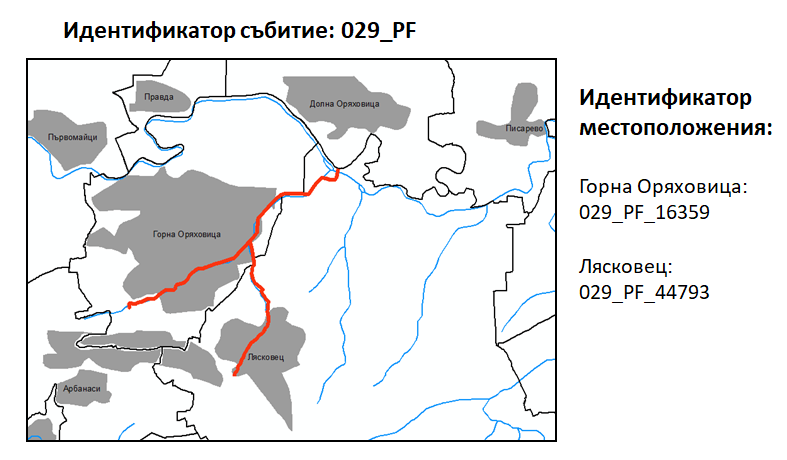 Идентификатор събитие: 029_PF
Правда
Долна Оряховица
Първомайци
Писарево
Горна Оряховица
Лясковец
Арбанаси
Идентификатор
местоположения:
Горна Оряховица:
029_PF_16359
Лясковец:
029_PF_44793